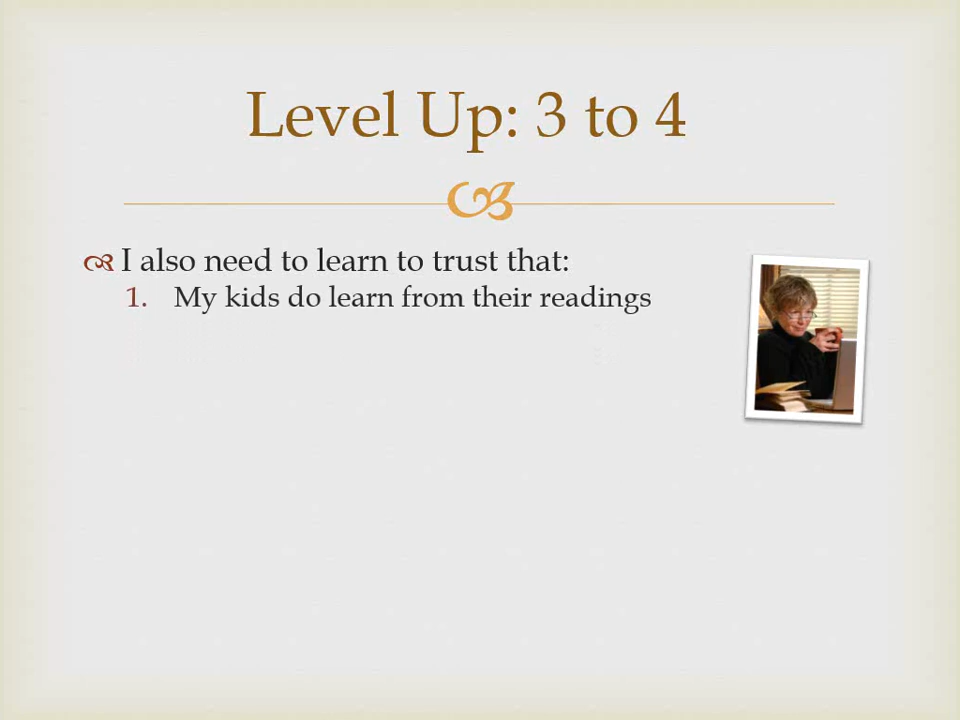 Level Up: 3 to 4
I also need to learn to trust that:
1. My kids do learn from their readings